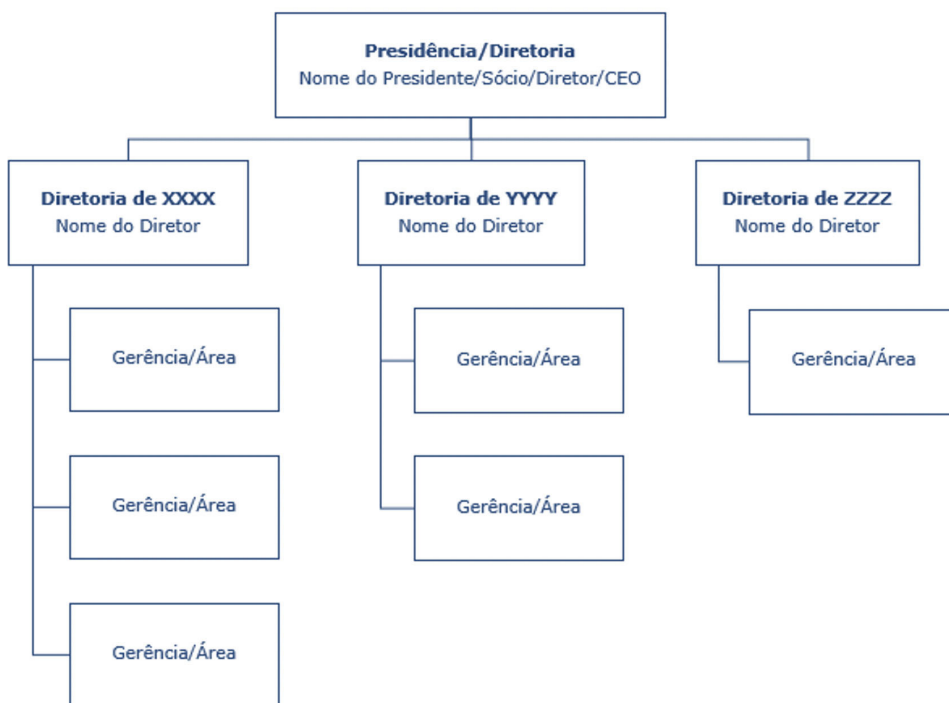 Presidência/Diretoria
Nome do Presidente/Sócio/Diretor/CEO
Diretoria de XXXX
Nome do Diretor
Diretoria de YYYY
Nome do Diretor
Diretoria de ZZZZ
Nome do Diretor
Gerência/Área
Gerência/Área
Gerência/Área
Gerência/Área
Gerência/Área
Gerência/Área